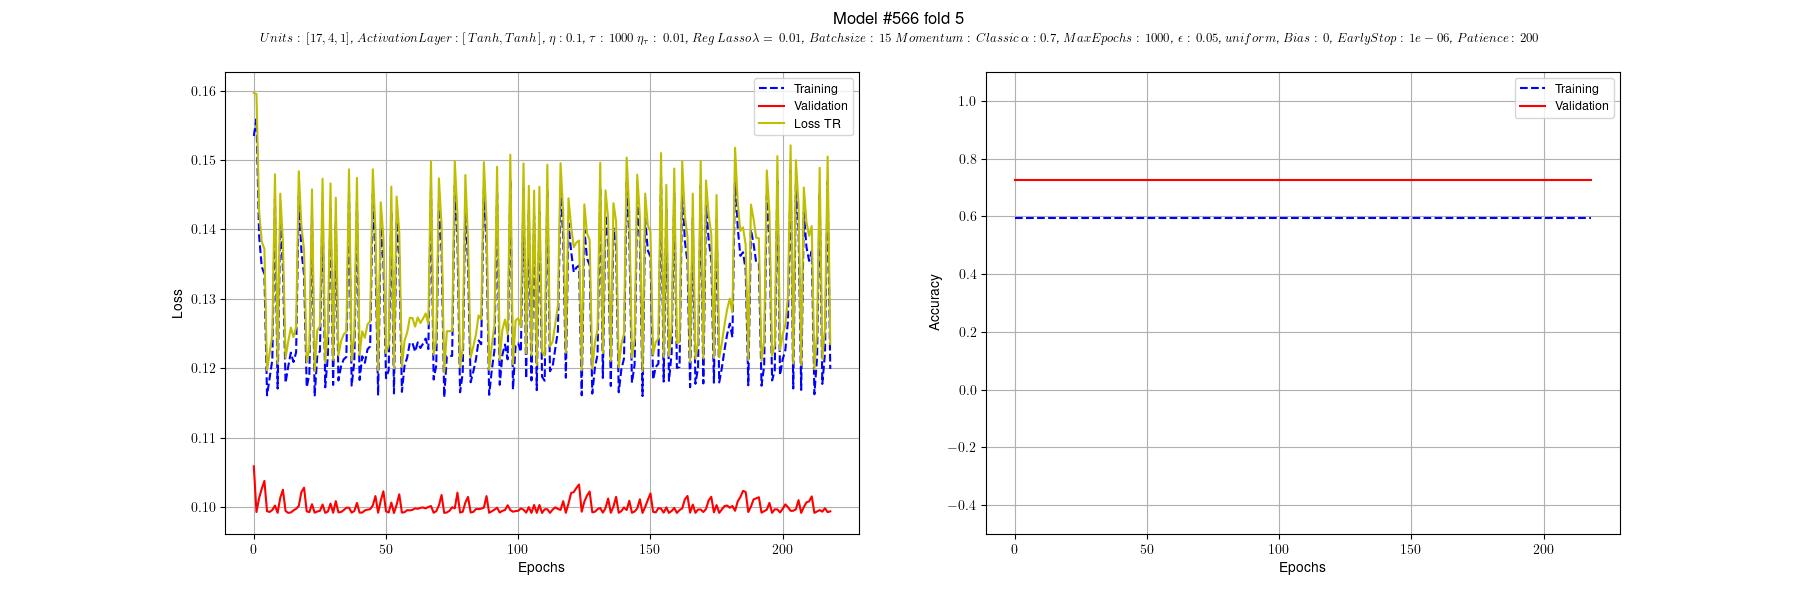 Model #566 fold 5
Units : [17, 4, 1], ActivationLayer : [Tanh, Tanh], η : 0.1, τ : 1000 ητ : 0.01, Reg Lasso λ = 0.01, Batchsize : 15 Momentum : Classic α : 0.7, MaxEpochs : 1000, ϵ : 0.05, uniform, Bias : 0, EarlyStop : 1e − 06, Patience : 200
0.16
0.15
0.14
0.13
0.12
0.11
0.10
Loss
0 50 100 150 200
Epochs
Training
Validation
Loss TR
1.0
0.8
0.6
0.4
0.2
0.0
−0.2
−0.4
Accuracy
0 50 100 150 200
Epochs
Training
Validation